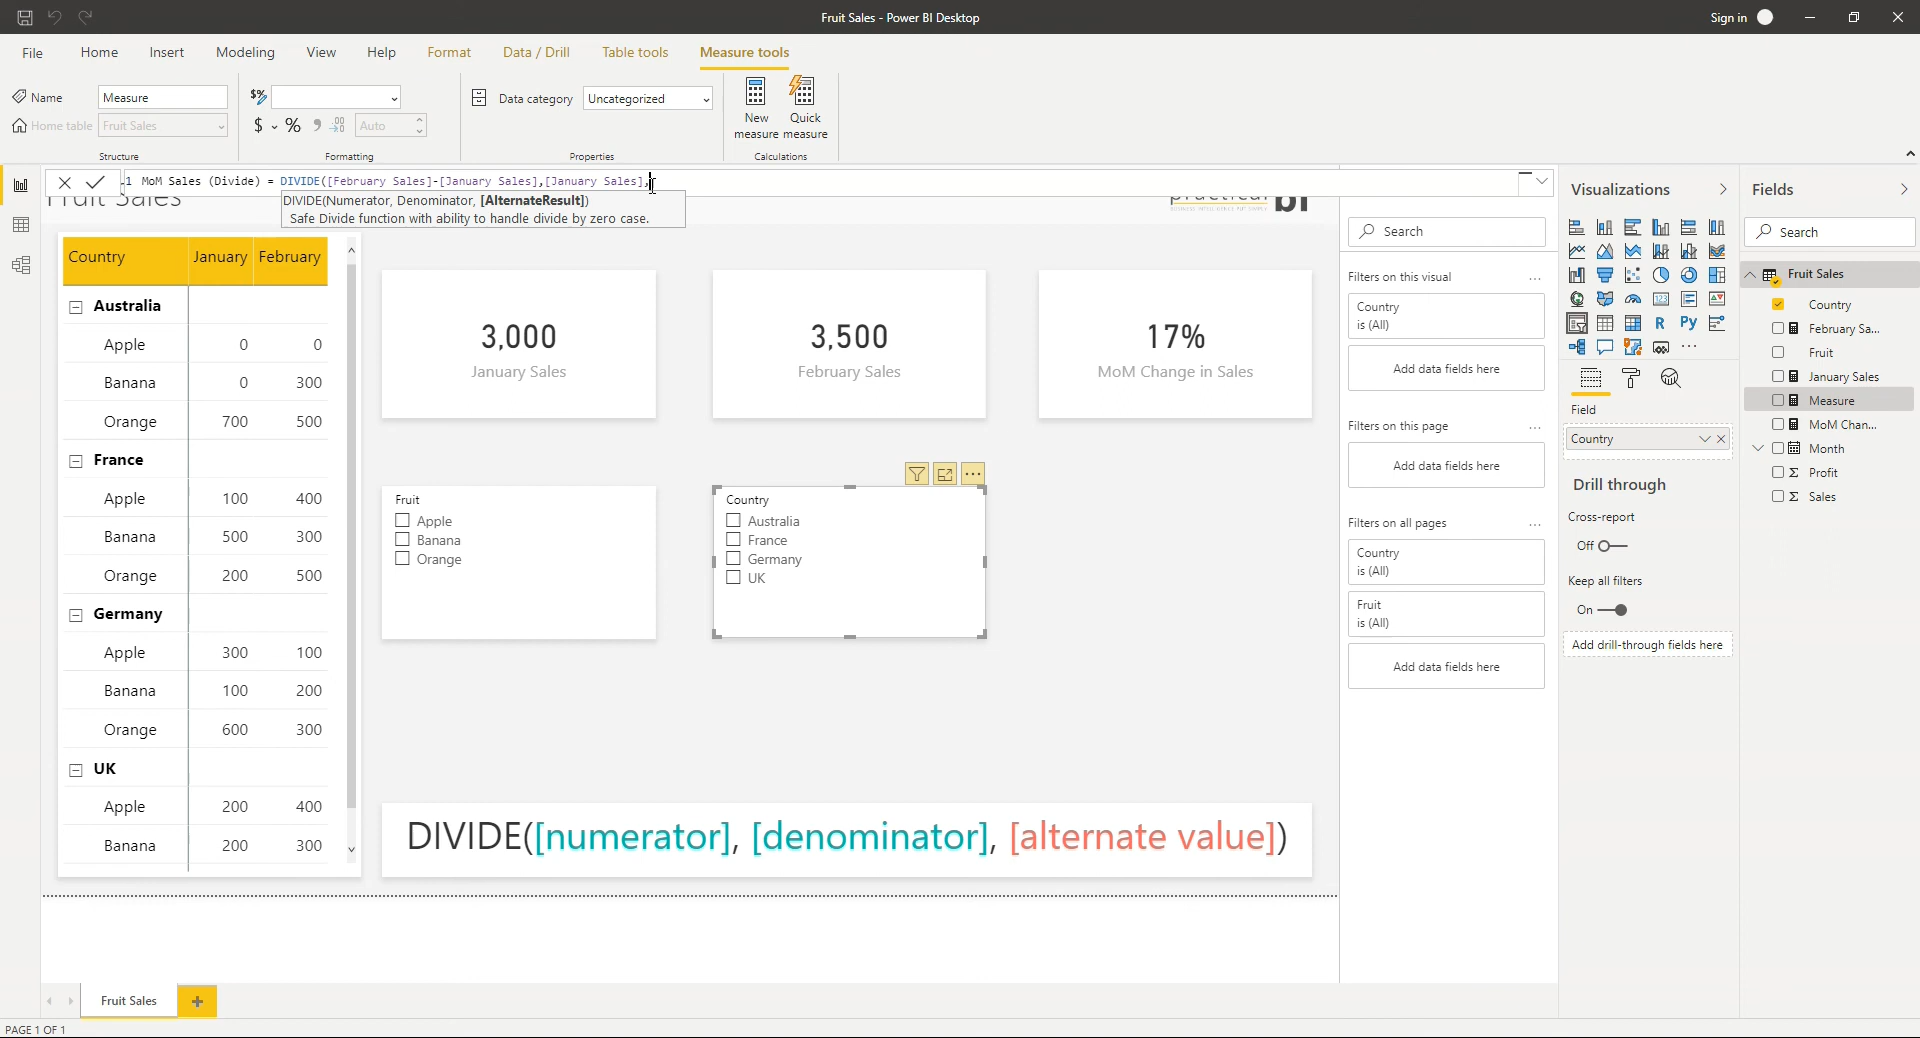 Fruit Sales - Power BI Desktop
Sign in
File Home Insert Modeling View Help Format Data / Drill Table tools Measure tools
Name Measure
Home table Fruit Sales
Structure
$ % Auto
Formatting
Data category Uncategorized
Properties
New measure
Quick measure
Calculations
1 MoM Sales (Divide) = DIVIDE([February Sales]-[January Sales],[January Sales],
DIVIDE(Numerator, Denominator, [AlternateResult])
Safe Divide function with ability to handle divide by zero case.
Fruit Sales
Country January February
Australia
Apple 0 0
Banana 0 300
Orange 700 500
France
Apple 100 400
Banana 500 300
Orange 200 500
Germany
Apple 300 100
Banana 100 200
Orange 600 300
UK
Apple 200 400
Banana 200 300
3,000
January Sales
3,500
February Sales
17%
MoM Change in Sales
Fruit
Apple
Banana
Orange
Country
Australia
France
Germany
UK
DIVIDE([numerator], [denominator], [alternate value])
Search
Filters on this visual ...
Country
is (All)
Add data fields here
Filters on this page ...
Add data fields here
Filters on all pages ...
Country
is (All)
Fruit
is (All)
Add data fields here
Visualizations
R Py
...
Field
Country
Drill through
Cross-report
Off
Keep all filters
On
Add drill-through fields here
Fields
Search
Fruit Sales
Country
February Sa...
Fruit
January Sales
Measure
MoM Chan...
Month
Σ Profit
Σ Sales
Fruit Sales +
PAGE 1 OF 1